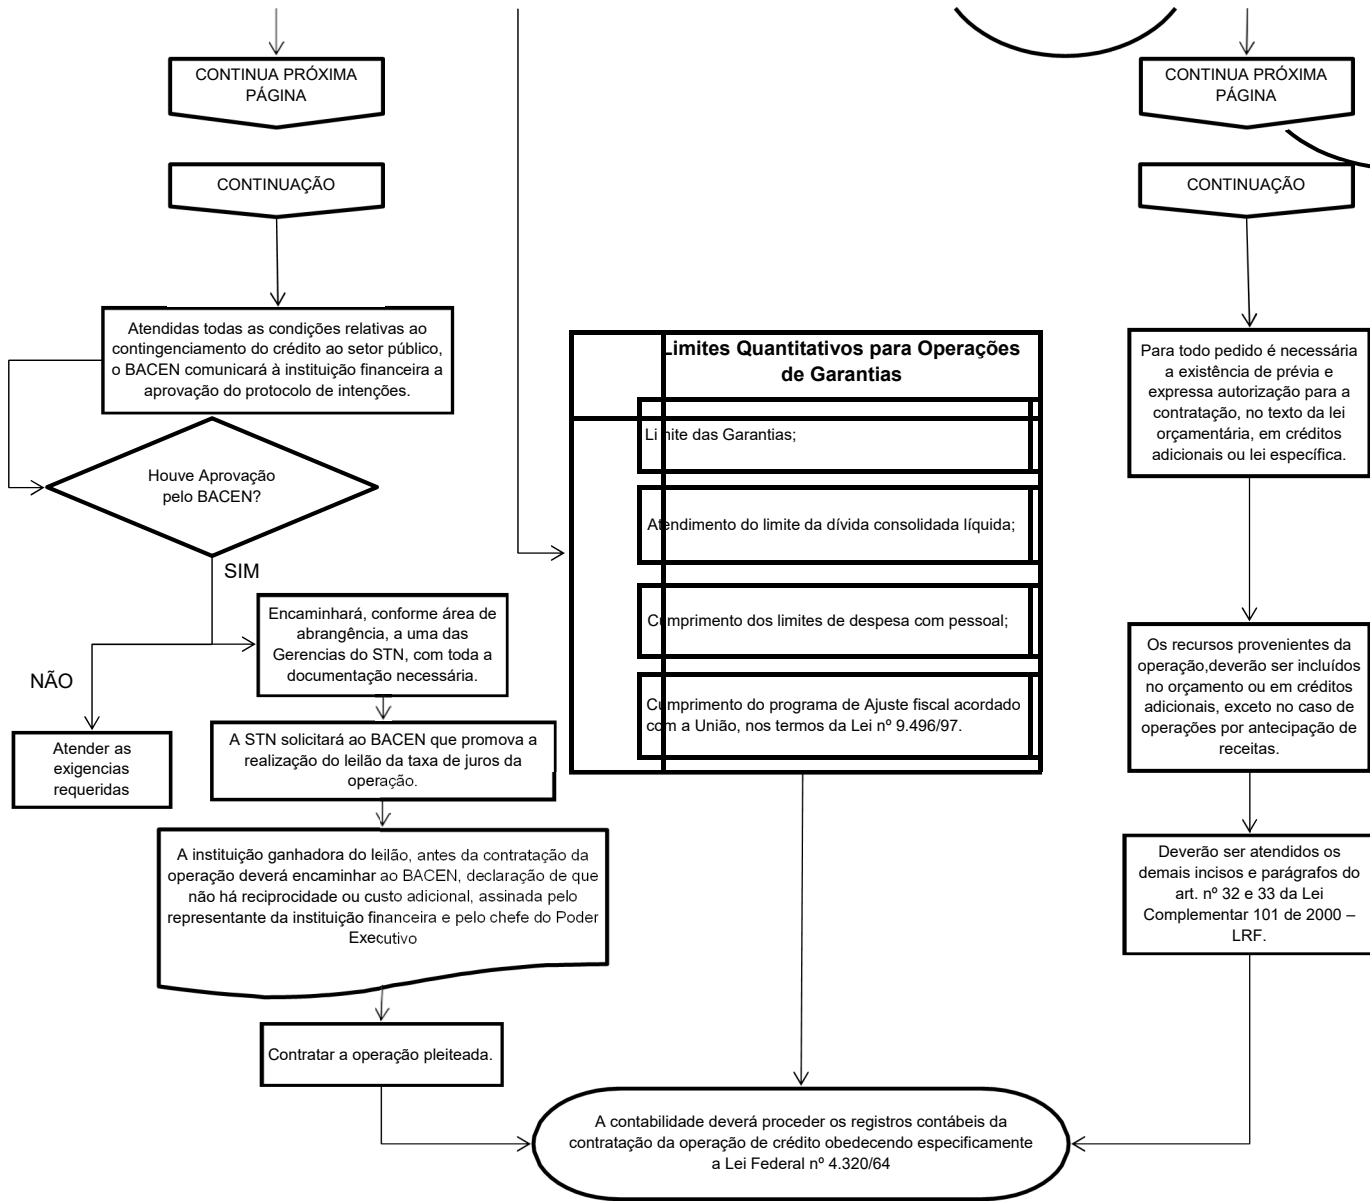 CONTINUA PRÓXIMA
PÁGINA
CONTINUAÇÃO
Atendidas todas as condições relativas ao
contingenciamento do crédito ao setor público,
o BACEN comunicará à instituição financeira a
aprovação do protocolo de intenções.
Houve Aprovação
pelo BACEN?
SIM
NÃO
Encaminhará, conforme área de
abrangência, a uma das
Gerencias do STN, com toda a
documentação necessária.
Atender as
exigencias
requeridas
A STN solicitará ao BACEN que promova a
realização do leilão da taxa de juros da
operação.
A instituição ganhadora do leilão, antes da contratação da
operação deverá encaminhar ao BACEN, declaração de que
não há reciprocidade ou custo adicional, assinada pelo
representante da instituição financeira e pelo chefe do Poder
Executivo
Contratar a operação pleiteada.
Limites Quantitativos para Operações
de Garantias
Limite das Garantias;
Atendimento do limite da dívida consolidada líquida;
Cumprimento dos limites de despesa com pessoal;
Cumprimento do programa de Ajuste fiscal acordado
com a União, nos termos da Lei nº 9.496/97.
CONTINUA PRÓXIMA
PÁGINA
CONTINUAÇÃO
Para todo pedido é necessária
a existência de prévia e
expressa autorização para a
contratação, no texto da lei
orçamentária, em créditos
adicionais ou lei específica.
Os recursos provenientes da
operação,deverão ser incluídos
no orçamento ou em créditos
adicionais, exceto no caso de
operações por antecipação de
receitas.
Deverão ser atendidos os
demais incisos e parágrafos do
art. nº 32 e 33 da Lei
Complementar 101 de 2000 –
LRF.
A contabilidade deverá proceder os registros contábeis da
contratação da operação de crédito obedecendo especificamente
a Lei Federal nº 4.320/64